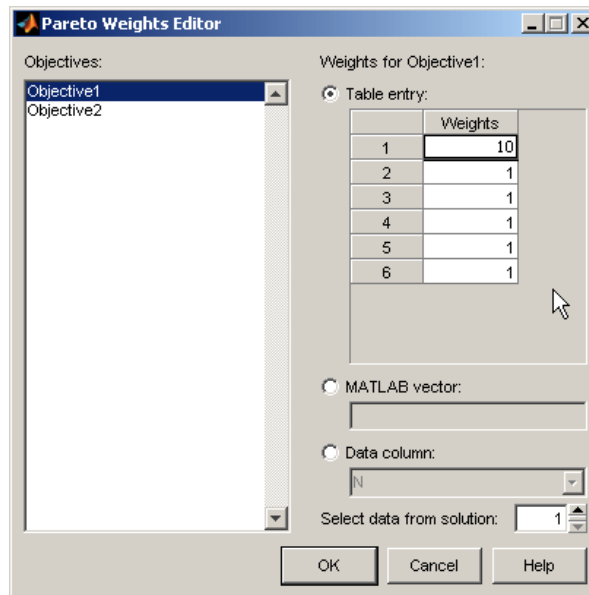 Pareto Weights Editor
Objectives:
Objective1
Objective2
Weights for Objective1:
Table entry:
Weights
1 10
2 1
3 1
4 1
5 1
6 1
MATLAB vector:
Data column:
N
Select data from solution: 1
OK Cancel Help